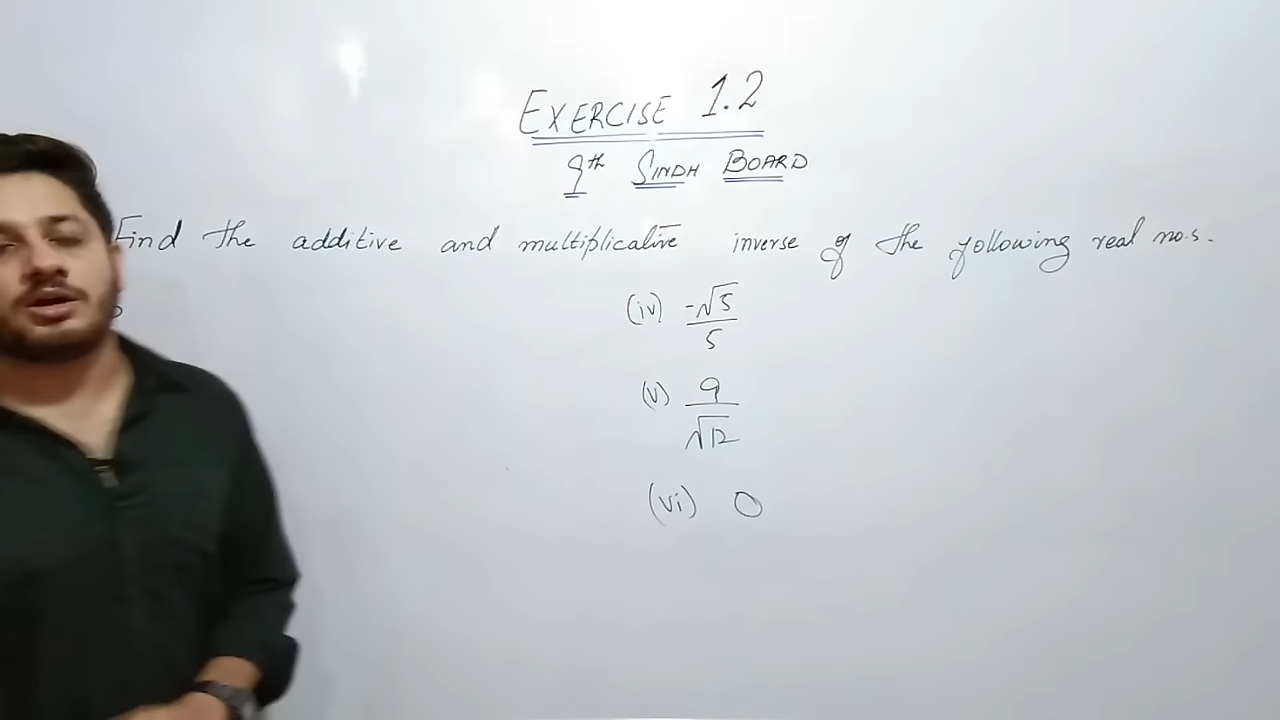 EXERCISE 1.2
9th SINDH BOARD
Find the additive and multiplicative inverse of the following real no.s.
(iv) -√5/5
(v) 9/√12
(vi) 0